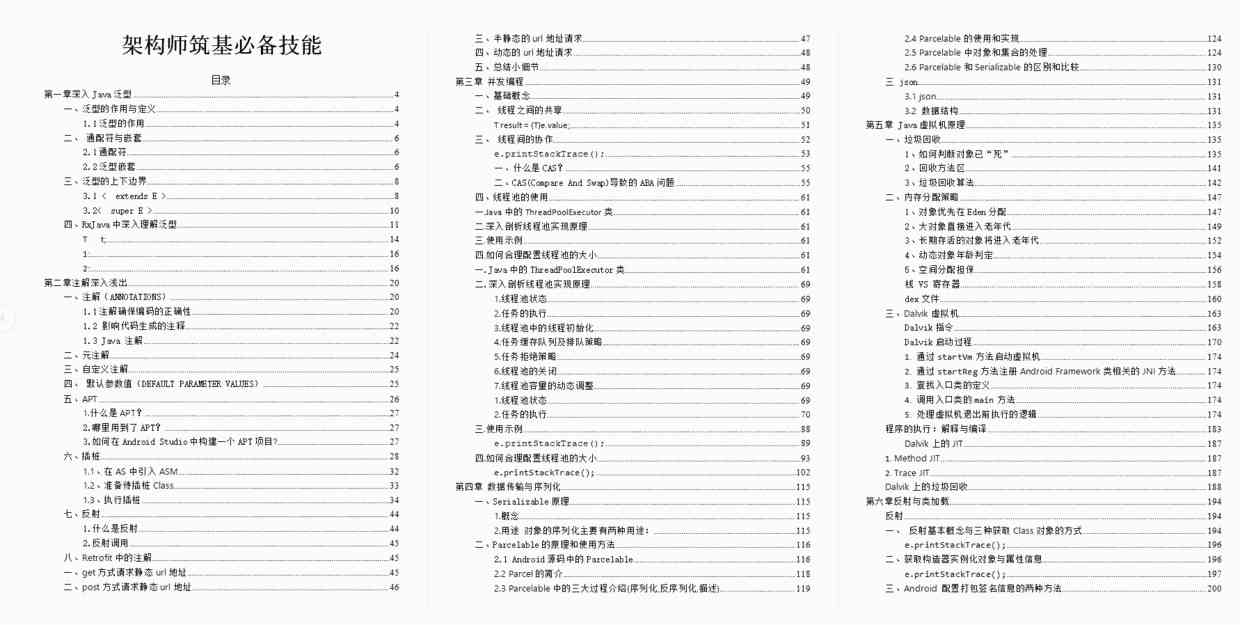 架构师筑基必备技能
目录
第一章深入 Java 泛型 4
一、泛型的作用与定义 4
1.1 泛型的作用 4
二、 通配符与嵌套 6
2.1 通配符 6
2.2 泛型嵌套 6
三、泛型的上下边界 8
3.1 < extends E > 8
3.2< super E > 10
四、RxJava 中深入理解泛型 11
T t; 14
1: 16
2: 16
第二章注解深入浅出 20
一、注解（ANNOTATIONS） 20
1.1 注解确保编码的正确性 20
1.2 影响代码生成的注释 22
1.3 Java 注解 22
二、元注解 24
三、自定义注解 25
四、 默认参数值（DEFAULT PARAMETER VALUES） 25
五、APT 26
1.什么是 APT? 27
2.哪里用到了 APT? 27
3.如何在 Android Studio 中构建一个 APT 项目? 27
六、插桩 28
1.1、在 AS 中引入 ASM 32
1.2、准备待插桩 Class 33
1.3、执行插桩 34
七、反射 44
1.什么是反射 44
2.反射调用 45
八、Retrofit 中的注解 45
一、get 方式请求静态 url 地址 45
二、post 方式请求静态 url 地址 46
三、半静态的 url 地址请求 47
四、动态的 url 地址请求 48
五、总结小细节 48
第三章 并发编程 49
一、基础概念 49
二、 线程之间的共享 50
T result = (T)e.value; 51
三、 线程间的协作 52
e.printStackTrace(); 53
一、什么是 CAS? 55
二、CAS(Compare And Swap)导致的 ABA 问题 55
四、线程池的使用 61
一.Java 中的 ThreadPoolExecutor 类 61
二.深入剖析线程池实现原理 61
三.使用示例 61
四.如何合理配置线程池的大小 61
一.Java 中的 ThreadPoolExecutor 类 61
二.深入剖析线程池实现原理 69
1.线程池状态 69
2.任务的执行 69
3.线程池中的线程初始化 69
4.任务缓存队列及排队策略 69
5.任务拒绝策略 69
6.线程池的关闭 69
7.线程池容量的动态调整 69
1.线程池状态 69
2.任务的执行 70
三.使用示例 88
e.printStackTrace(); 89
四.如何合理配置线程池的大小 93
e.printStackTrace(); 102
第四章 数据传输与序列化 115
一、Serializable 原理 115
1.概念 115
2.用途 对象的序列化主要有两种用途： 115
二、Parcelable 的原理和使用方法 116
2.1 Android 源码中的 Parcelable 116
2.2 Parcel 的简介 118
2.3 Parcelable 中的三大过程介绍(序列化,反序列化,描述) 119
2.4 Parcelable 的使用和实现 124
2.5 Parcelable 中对象和集合的处理 124
2.6 Parcelable 和 Serializable 的区别和比较 130
三 json 131
3.1 json 131
3.2 数据结构 131
第五章 Java 虚拟机原理 135
一、垃圾回收 135
1、如何判断对象已“死” 135
2、回收方法区 141
3、垃圾回收算法 142
二、内存分配策略 147
1、对象优先在 Eden 分配 147
2、大对象直接进入老年代 149
3、长期存活的对象将进入老年代 152
4、动态对象年龄判定 154
5、空间分配担保 156
栈 VS 寄存器 158
dex 文件 160
三、Dalvik 虚拟机 163
Dalvik 指令 163
Dalvik 启动过程 170
1. 通过 startVm 方法启动虚拟机 174
2. 通过 startReg 方法注册 Android Framework 类相关的 JNI 方法 174
3. 查找入口类的定义 174
4. 调用入口类的 main 方法 174
5. 处理虚拟机退出前执行的逻辑 174
程序的执行：解释与编译 183
Dalvik 上的 JIT 187
1. Method JIT 187
2. Trace JIT 187
Dalvik 上的垃圾回收 188
第六章反射与类加载 194
反射 194
一、 反射基本概念与三种获取 Class 对象的方式 194
e.printStackTrace(); 196
二、获取构造器实例化对象与属性信息 196
e.printStackTrace(); 197
三、Android 配置打包签名信息的两种方法 200